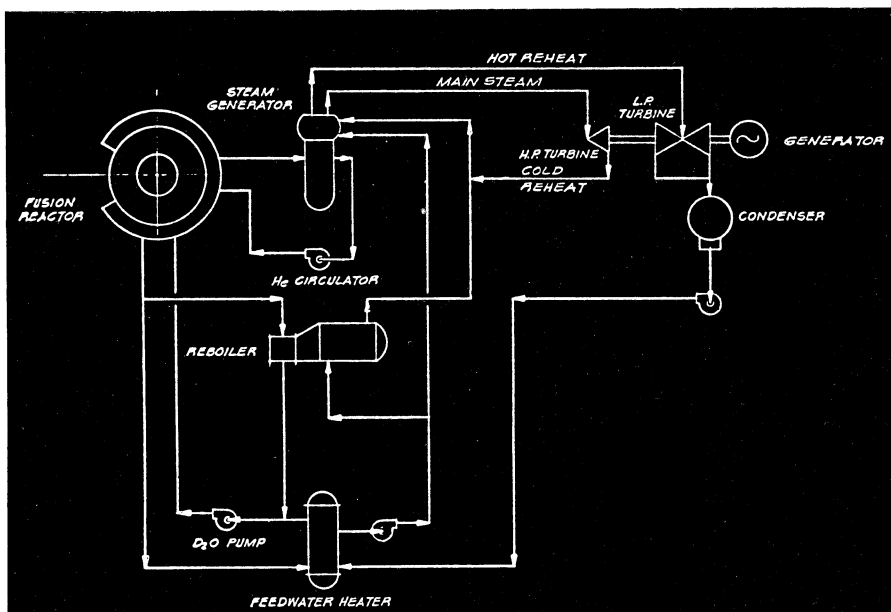 HOT REHEAT
STEAM
GENERATOR
MAIN STEAM
L.P.
TURBINE
GENERATOR
H.P. TURBINE
COLD
REHEAT
FUSION
REACTOR
CONDENSER
He CIRCULATOR
REBOILER
D2O PUMP
FEEDWATER HEATER